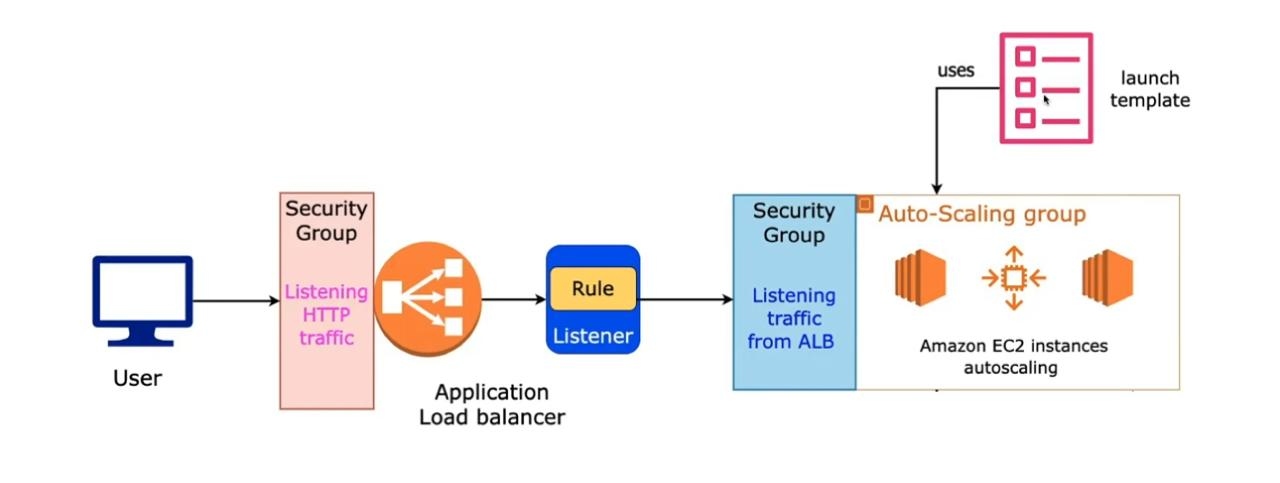 uses
launch
template
Security
Group
Listening
HTTP
traffic
User
Application
Load balancer
Rule
Listener
Security
Group
Listening
traffic
from ALB
Auto-Scaling group
Amazon EC2 instances
autoscaling